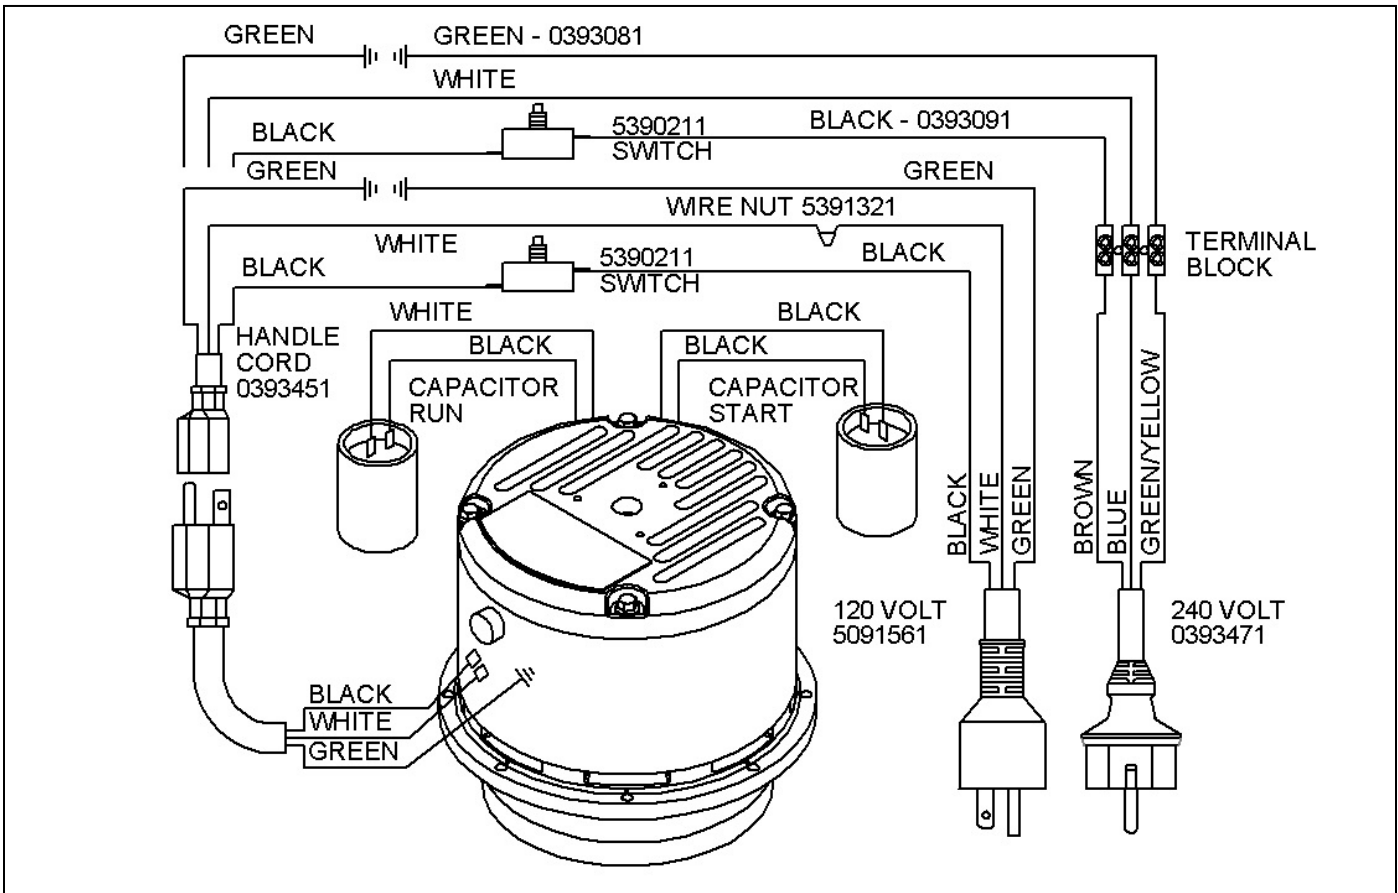 GREEN
GREEN - 0393081
WHITE
BLACK
5390211
SWITCH
BLACK - 0393091
GREEN
GREEN
WIRE NUT 5391321
WHITE
BLACK
BLACK
5390211
SWITCH
TERMINAL
BLOCK
WHITE
BLACK
BLACK
BLACK
HANDLE
CORD
0393451
CAPACITOR
RUN
CAPACITOR
START
BLACK
WHITE
GREEN
BROWN
BLUE
GREEN/YELLOW
120 VOLT
5091561
240 VOLT
0393471
BLACK
WHITE
GREEN